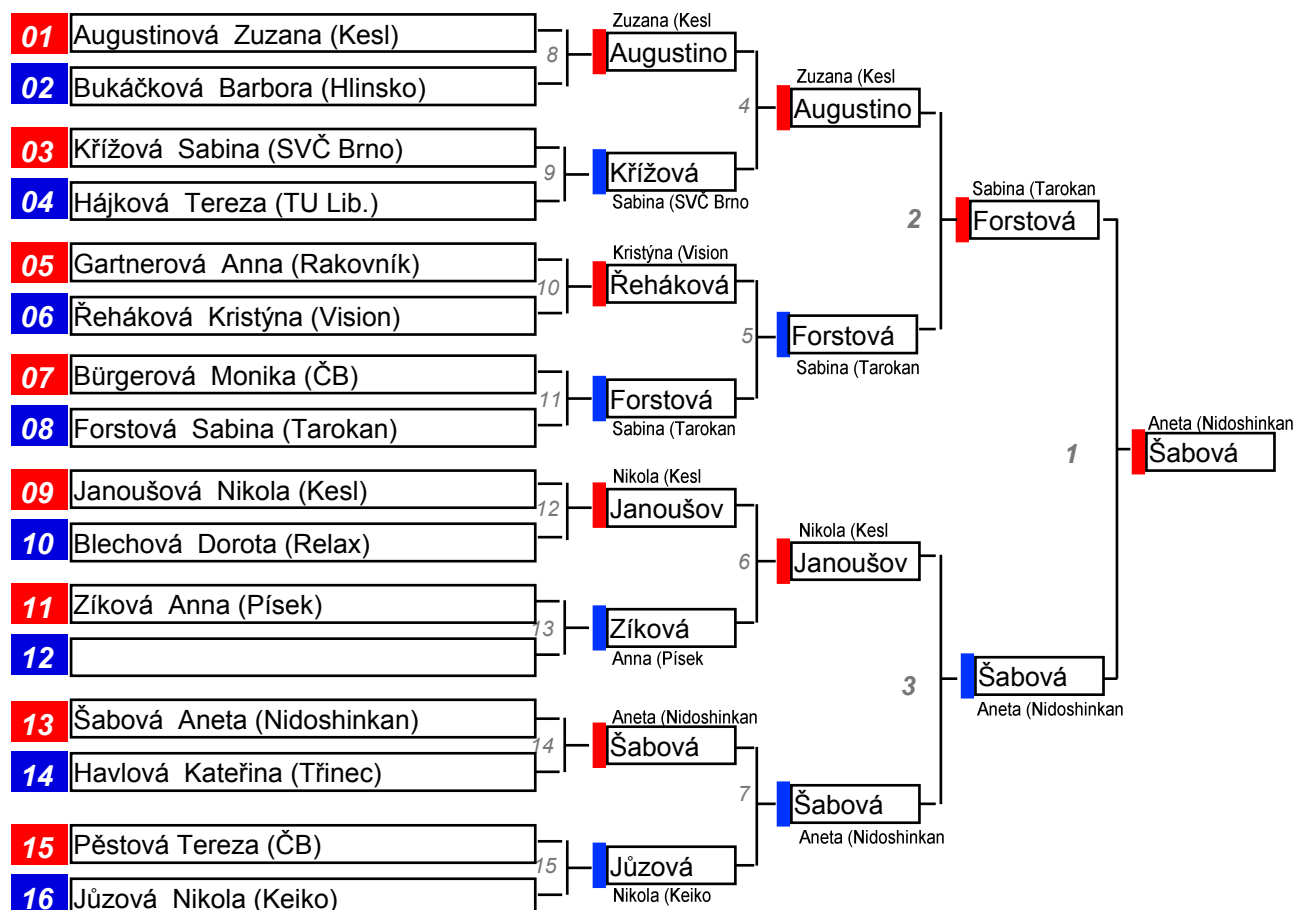 01 Augustinová Zuzana (Kesl)
02 Bukáčková Barbora (Hlinsko)
03 Křížová Sabina (SVČ Brno)
04 Hájková Tereza (TU Lib.)
05 Gartnerová Anna (Rakovník)
06 Řeháková Kristýna (Vision)
07 Bürgerová Monika (ČB)
08 Forstová Sabina (Tarokan)
09 Janoušová Nikola (Kesl)
10 Blechová Dorota (Relax)
11 Zíková Anna (Písek)
12
13 Šabová Aneta (Nidoshinkan)
14 Havlová Kateřina (Třinec)
15 Pěstová Tereza (ČB)
16 Jůzová Nikola (Keiko)
8
9
10
11
12
13
14
15
Zuzana (Kesl
Augustino
Křížová
Sabina (SVČ Brno
Kristýna (Vision
Řeháková
Forstová
Sabina (Tarokan
Nikola (Kesl
Janoušov
Zíková
Anna (Písek
Aneta (Nidoshinkan
Šabová
Jůzová
Nikola (Keiko
4
5
6
7
Zuzana (Kesl
Augustino
Forstová
Sabina (Tarokan
Nikola (Kesl
Janoušov
Šabová
Aneta (Nidoshinkan
2
3
Sabina (Tarokan
Forstová
Šabová
Aneta (Nidoshinkan
1
Aneta (Nidoshinkan
Šabová